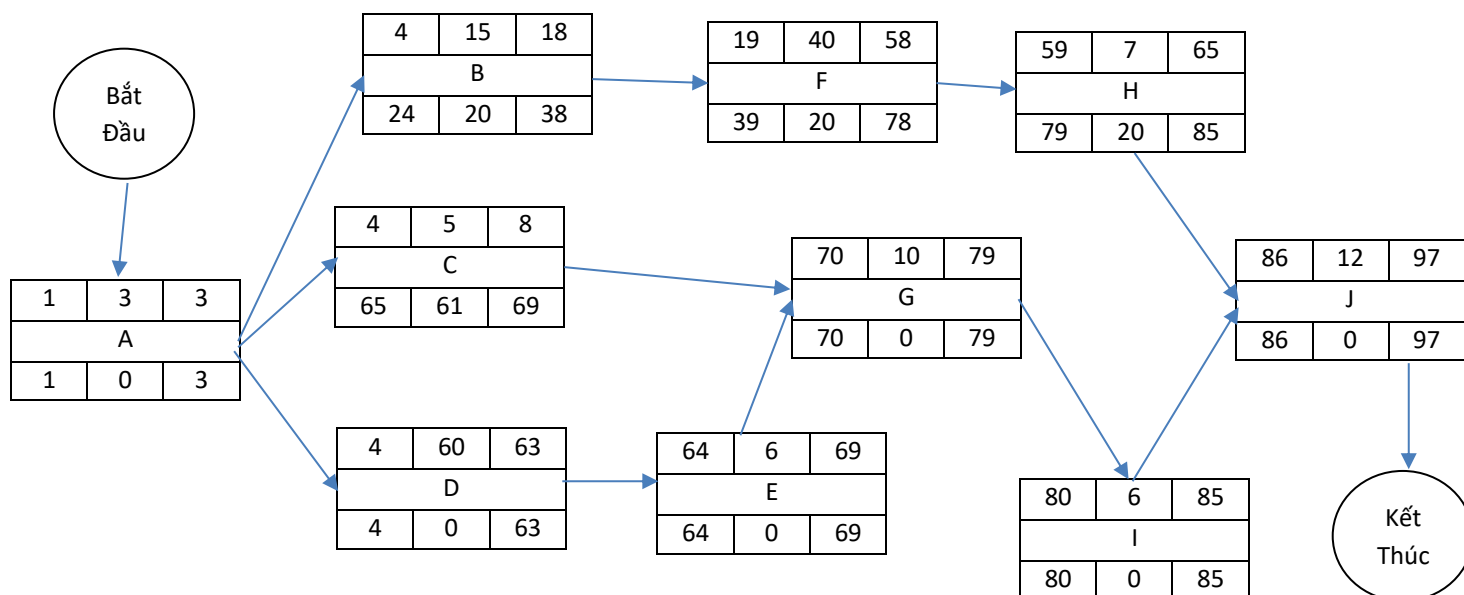 Bắt
Đầu
1 3 3
A
1 0 3
4 15 18
B
24 20 38
19 40 58
F
39 20 78
59 7 65
H
79 20 85
4 5 8
C
65 61 69
70 10 79
G
70 0 79
86 12 97
J
86 0 97
4 60 63
D
4 0 63
64 6 69
E
64 0 69
80 6 85
I
80 0 85
Kết
Thúc